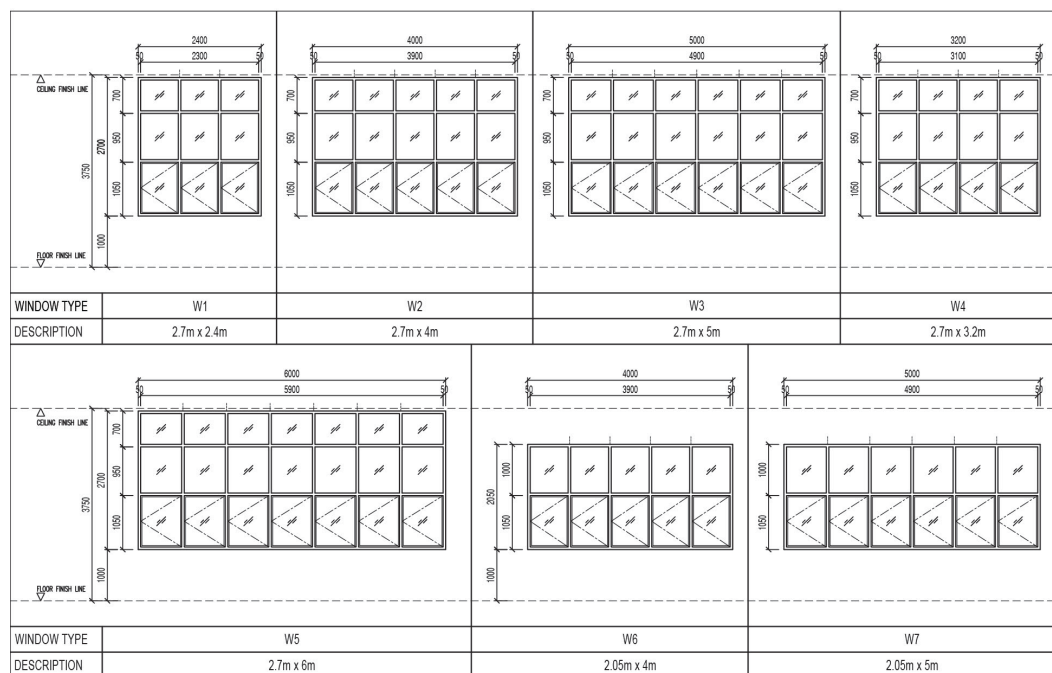 2400 4000 5000 3200
50 2300 50 50 3900 50 50 4900 50 50 3100 50
CEILING FINISH LINE
700 700 700 700
950 950 950 950
2700
3750
1050 1050 1050 1050
1000
FLOOR FINISH LINE
WINDOW TYPE W1 W2 W3 W4
DESCRIPTION 2.7m x 2.4m 2.7m x 4m 2.7m x 5m 2.7m x 3.2m
6000 4000 5000
50 5900 50 50 3900 50 50 4900 50
CEILING FINISH LINE
700
950 1000 1000
2700 2050
3750
1050 1050 1050
1000 1000
FLOOR FINISH LINE
WINDOW TYPE W5 W6 W7
DESCRIPTION 2.7m x 6m 2.05m x 4m 2.05m x 5m